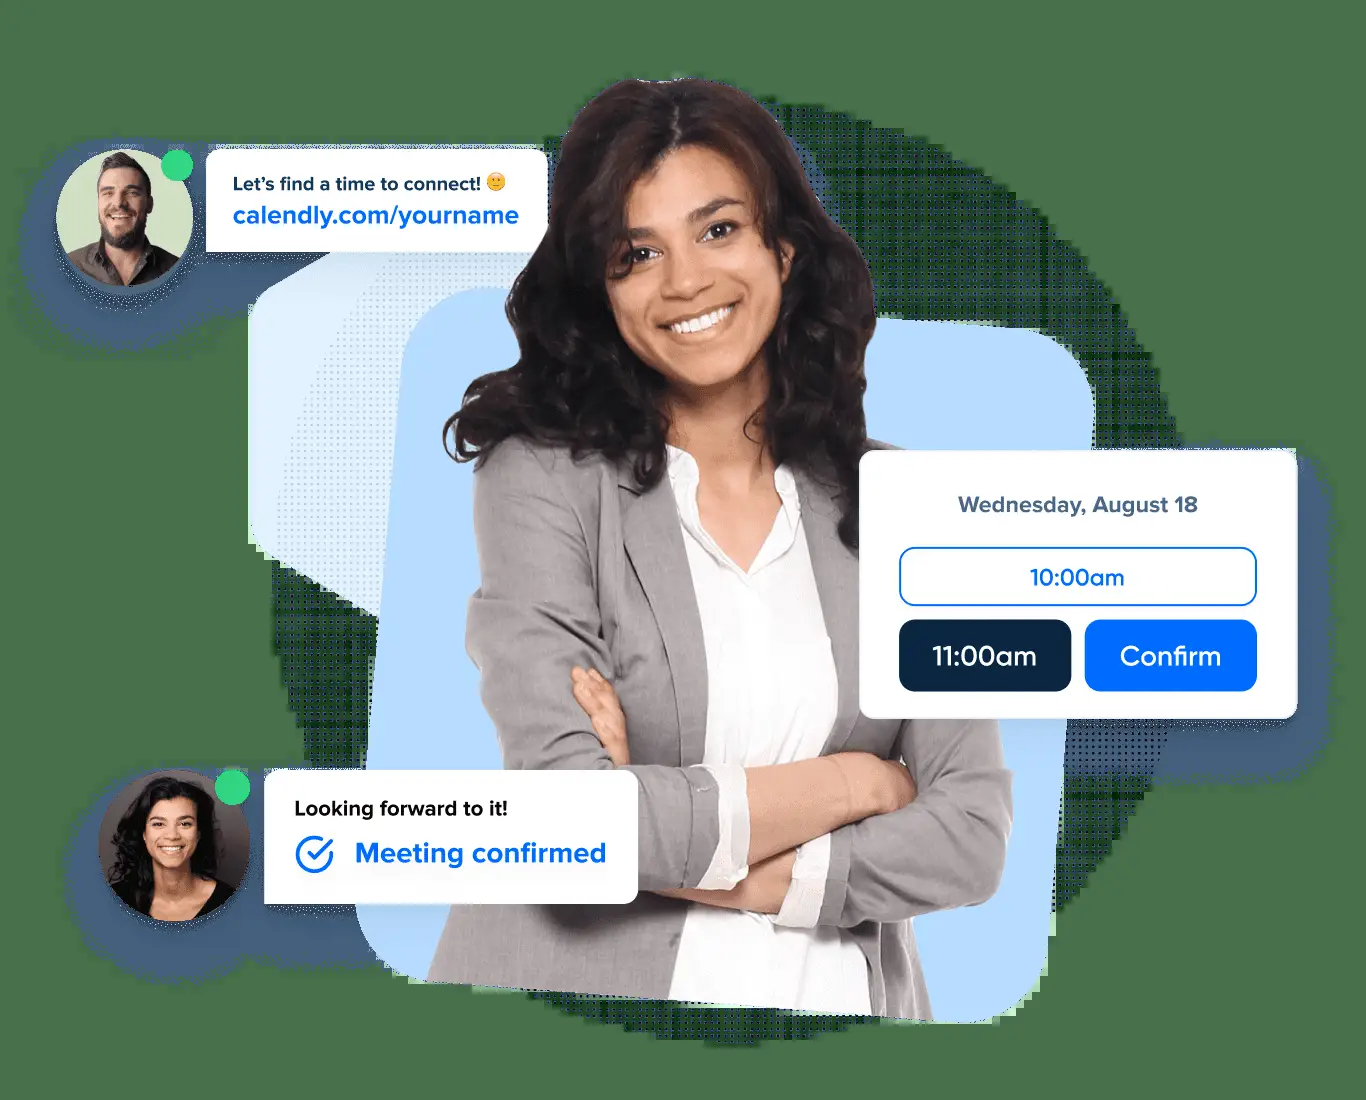 Let's find a time to connect! 🙂
calendly.com/yourname
Wednesday, August 18
10:00am
11:00am
Confirm
Looking forward to it!
Meeting confirmed